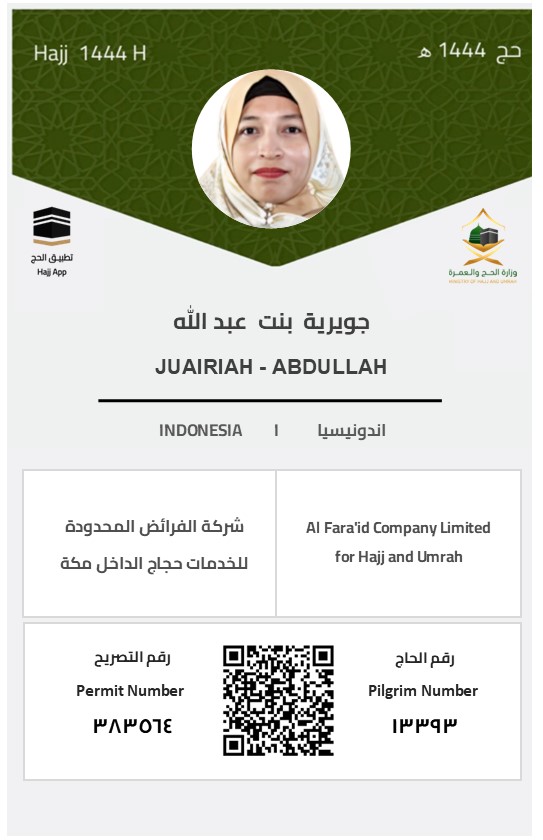 Hajj 1444 H
حج 1444 هـ
تطبيق الحج
Hajj App
وزارة الحج والعمرة
MINISTRY OF HAJJ AND UMRAH
جويرية بنت عبد الله
JUAIRIAH - ABDULLAH
INDONESIA | اندونيسيا
شركة الفرائض المحدودة
للخدمات حجاج الداخل مكة
Al Fara'id Company Limited
for Hajj and Umrah
رقم التصريح
Permit Number
٣٨٣٥٦٤
رقم الحاج
Pilgrim Number
١٣٣٩٣